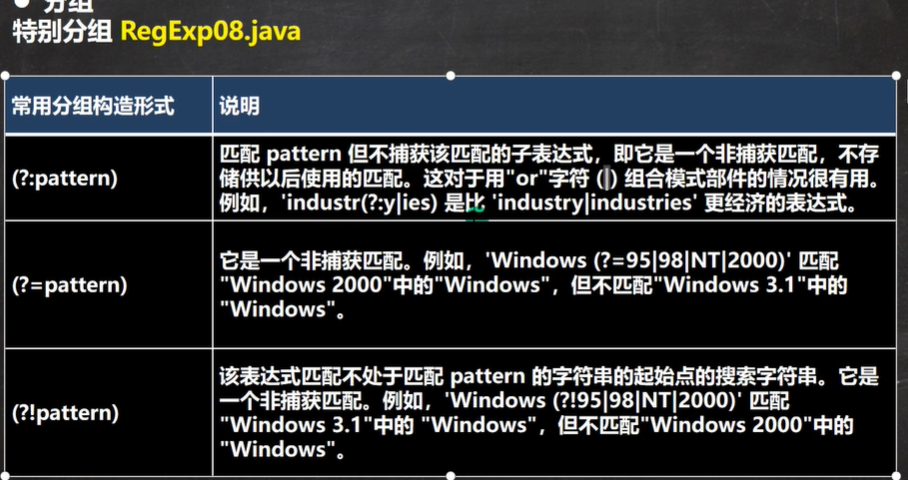 分组
特别分组 RegExp08.java
常用分组构造形式
说明
(?:pattern)
匹配 pattern 但不捕获该匹配的子表达式，即它是一个非捕获匹配，不存
储供以后使用的匹配。这对于用"or"字符 (|) 组合模式部件的情况很有用。
例如，'industr(?:y|ies) 是比 'industry|industries' 更经济的表达式。
(?=pattern)
它是一个非捕获匹配。例如，'Windows (?=95|98|NT|2000)' 匹配
"Windows 2000"中的"Windows"，但不匹配"Windows 3.1"中的
"Windows"。
(?!pattern)
该表达式匹配不处于匹配 pattern 的字符串的起始点的搜索字符串。它是
一个非捕获匹配。例如，'Windows (?!95|98|NT|2000)' 匹配
"Windows 3.1"中的 "Windows"，但不匹配"Windows 2000"中的
"Windows"。